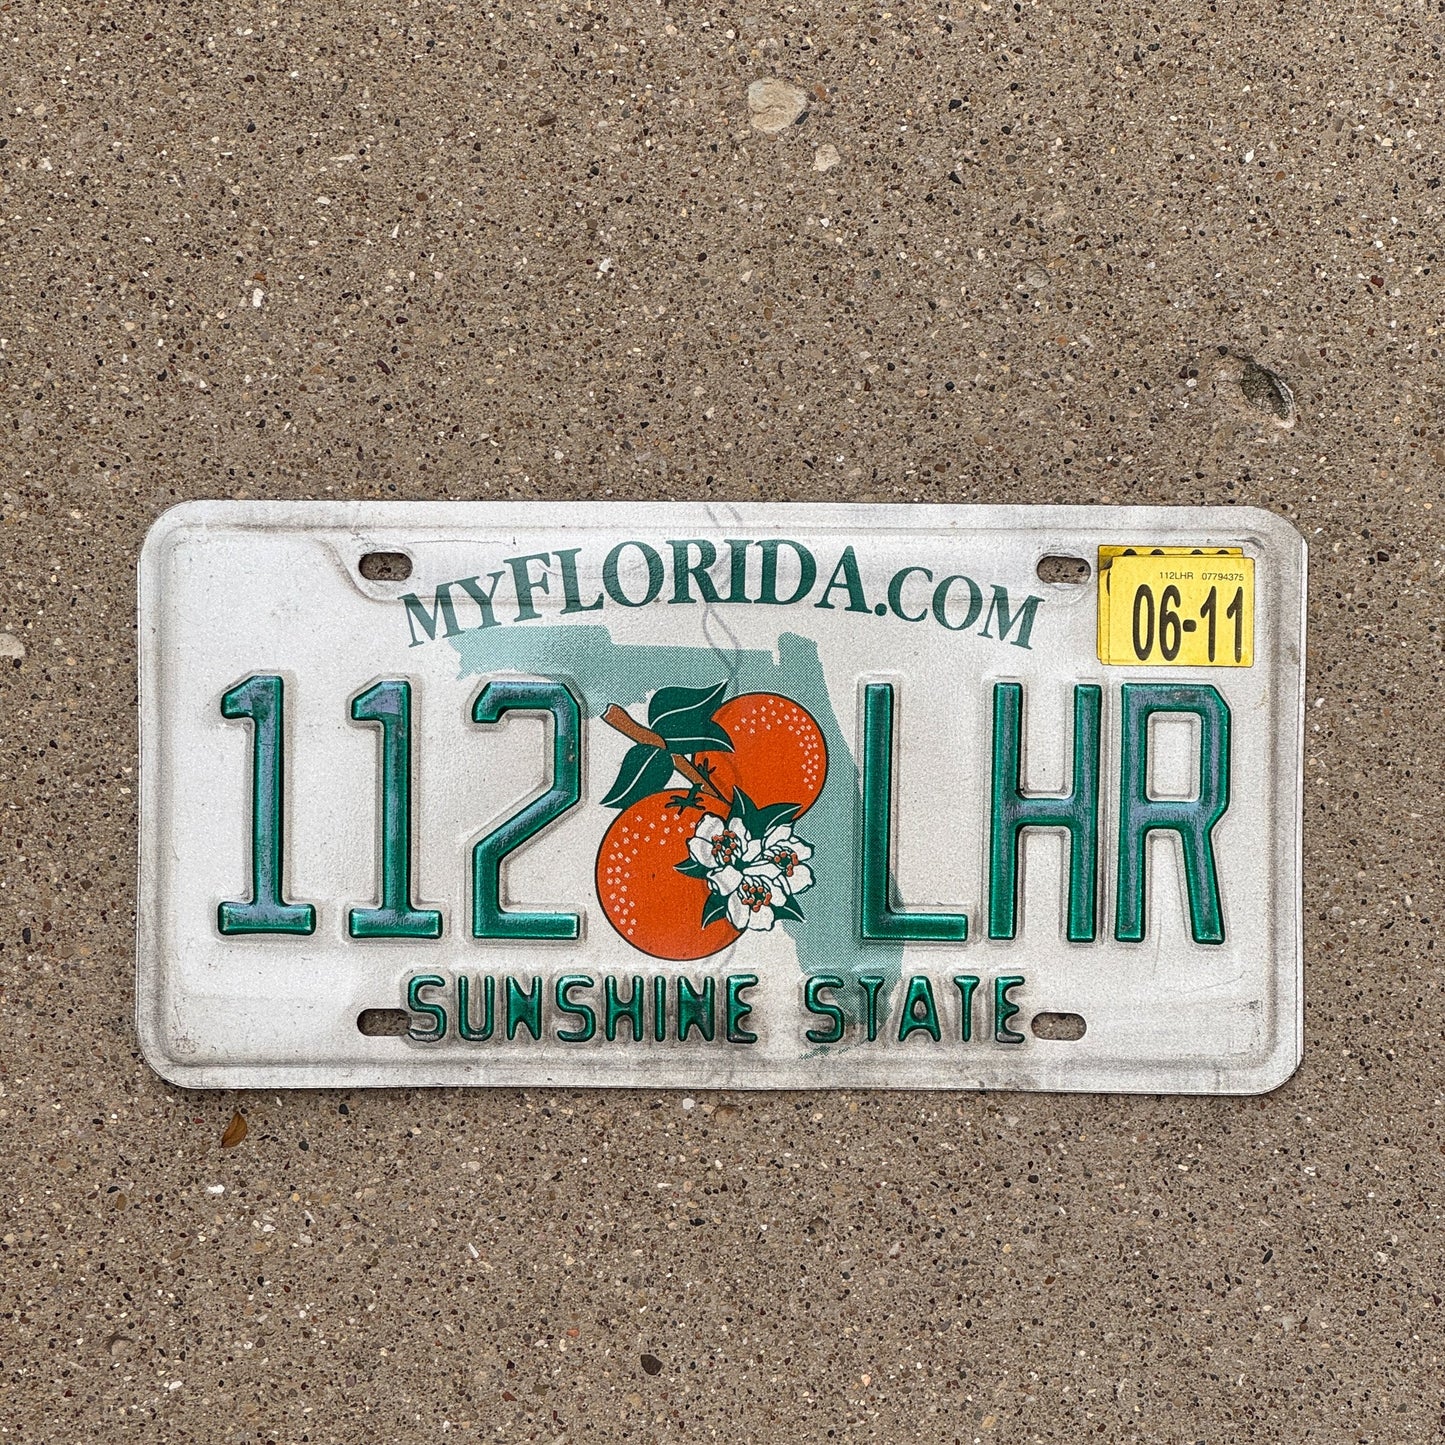 MYFLORIDA.COM
112LHR 07794375
06-11
112 LHR
SUNSHINE STATE